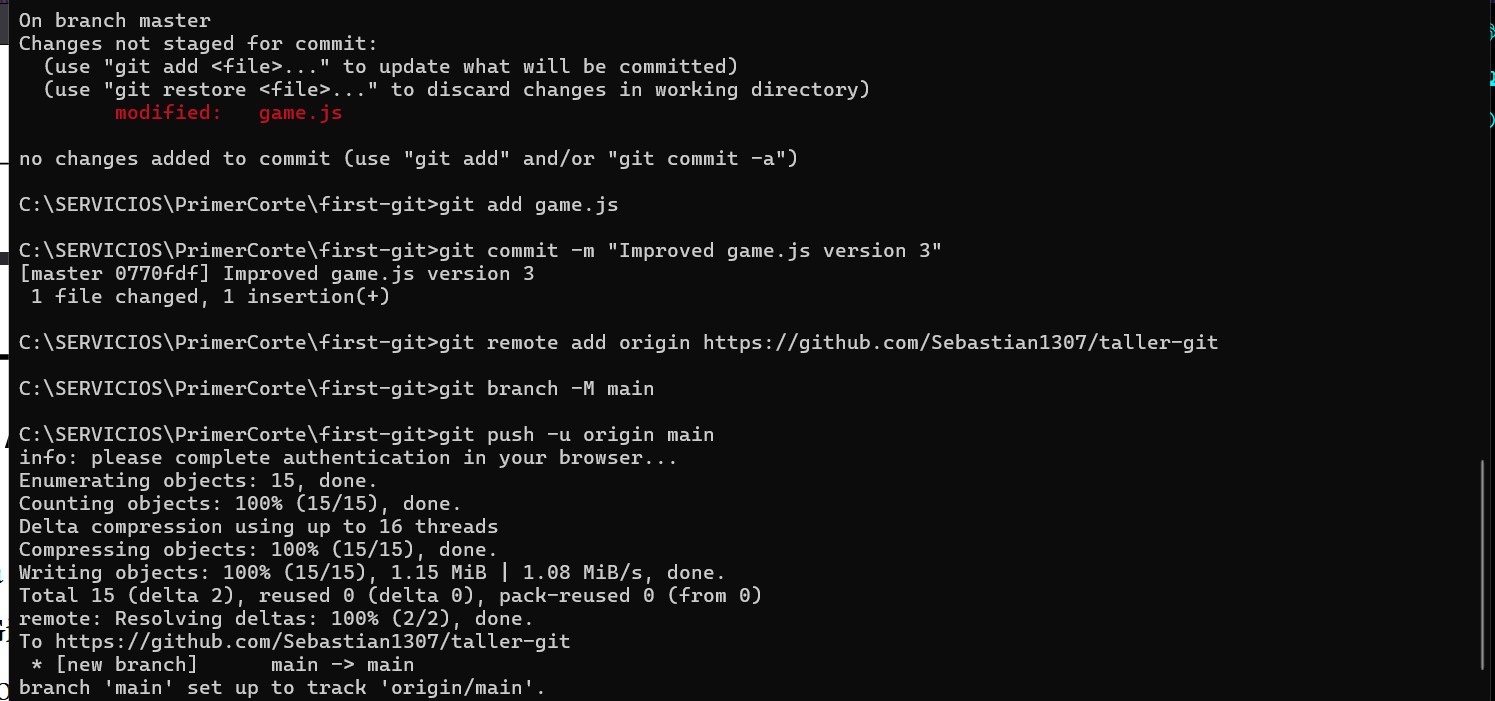 On branch master
Changes not staged for commit:
  (use "git add <file>..." to update what will be committed)
  (use "git restore <file>..." to discard changes in working directory)
        modified:   game.js

no changes added to commit (use "git add" and/or "git commit -a")

C:\SERVICIOS\PrimerCorte\first-git>git add game.js

C:\SERVICIOS\PrimerCorte\first-git>git commit -m "Improved game.js version 3"
[master 0770fdf] Improved game.js version 3
 1 file changed, 1 insertion(+)

C:\SERVICIOS\PrimerCorte\first-git>git remote add origin https://github.com/Sebastian1307/taller-git

C:\SERVICIOS\PrimerCorte\first-git>git branch -M main

C:\SERVICIOS\PrimerCorte\first-git>git push -u origin main
info: please complete authentication in your browser...
Enumerating objects: 15, done.
Counting objects: 100% (15/15), done.
Delta compression using up to 16 threads
Compressing objects: 100% (15/15), done.
Writing objects: 100% (15/15), 1.15 MiB | 1.08 MiB/s, done.
Total 15 (delta 2), reused 0 (delta 0), pack-reused 0 (from 0)
remote: Resolving deltas: 100% (2/2), done.
To https://github.com/Sebastian1307/taller-git
 * [new branch]      main -> main
branch 'main' set up to track 'origin/main'.